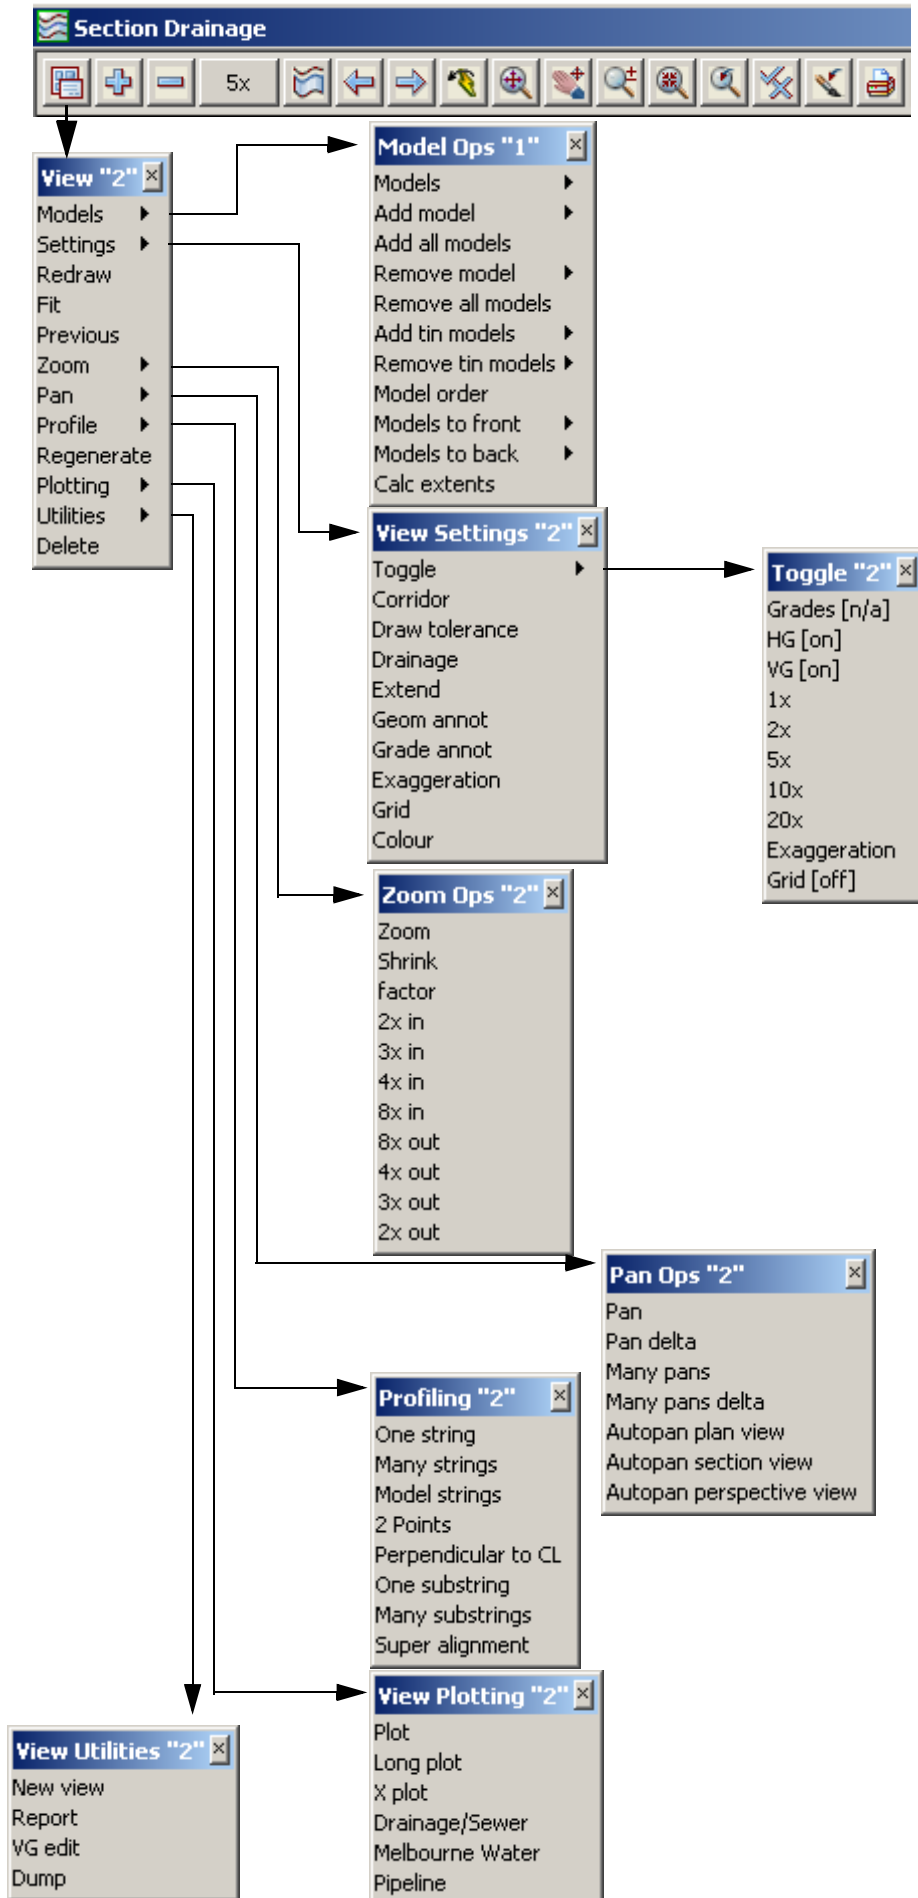 Section Drainage
5x
View "2"
Models
Settings
Redraw
Fit
Previous
Zoom
Pan
Profile
Regenerate
Plotting
Utilities
Delete
Model Ops "1"
Models
Add model
Add all models
Remove model
Remove all models
Add tin models
Remove tin models
Model order
Models to front
Models to back
Calc extents
View Settings "2"
Toggle
Corridor
Draw tolerance
Drainage
Extend
Geom annot
Grade annot
Exaggeration
Grid
Colour
Toggle "2"
Grades [n/a]
HG [on]
VG [on]
1x
2x
5x
10x
20x
Exaggeration
Grid [off]
Zoom Ops "2"
Zoom
Shrink
factor
2x in
3x in
4x in
8x in
8x out
4x out
3x out
2x out
Pan Ops "2"
Pan
Pan delta
Many pans
Many pans delta
Autopan plan view
Autopan section view
Autopan perspective view
Profiling "2"
One string
Many strings
Model strings
2 Points
Perpendicular to CL
One substring
Many substrings
Super alignment
View Plotting "2"
Plot
Long plot
X plot
Drainage/Sewer
Melbourne Water
Pipeline
View Utilities "2"
New view
Report
VG edit
Dump